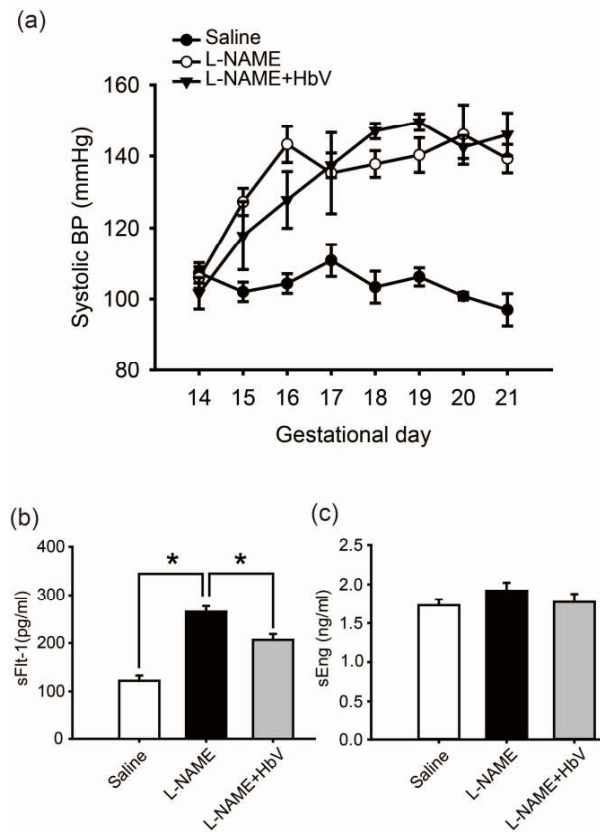 (a)
Saline
L-NAME
L-NAME+HbV
160
140
120
100
80
Systolic BP (mmHg)
14 15 16 17 18 19 20 21
Gestational day
(b)
400
300
200
100
0
sFlt-1(pg/ml)
* *
Saline L-NAME L-NAME+HbV
(c)
2.5
2.0
1.5
1.0
0.5
0.0
sEng (ng/ml)
Saline L-NAME L-NAME+HbV